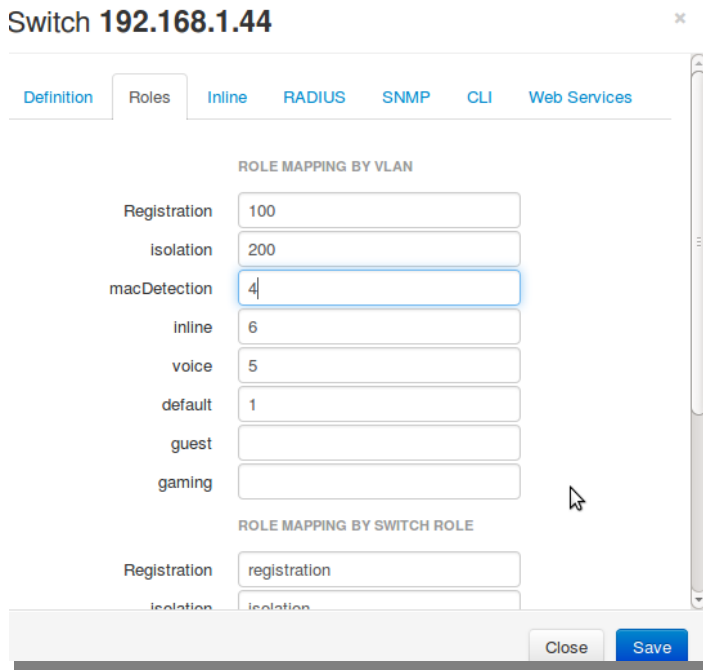 Switch 192.168.1.44 ×
Definition Roles Inline RADIUS SNMP CLI Web Services
ROLE MAPPING BY VLAN
Registration 100
isolation 200
macDetection 4
inline 6
voice 5
default 1
guest
gaming
ROLE MAPPING BY SWITCH ROLE
Registration registration
isolation isolation
Close Save